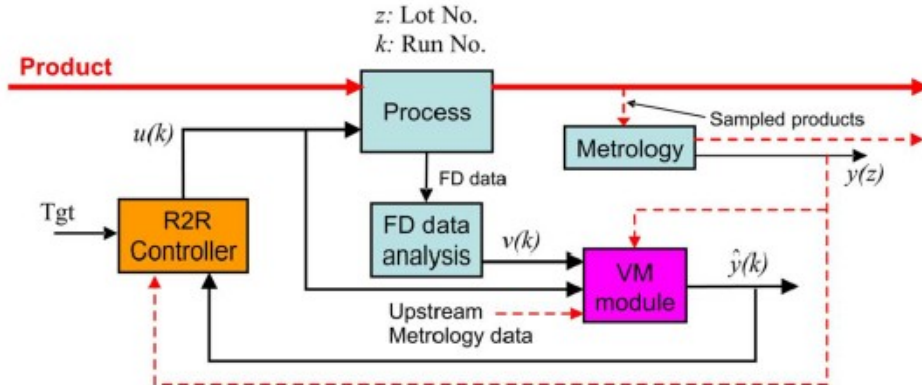 z: Lot No.
k: Run No.
Product
Process
Sampled products
u(k)
Metrology
FD data
y(z)
Tgt
R2R
Controller
FD data
analysis
v(k)
VM
module
ŷ(k)
Upstream
Metrology data